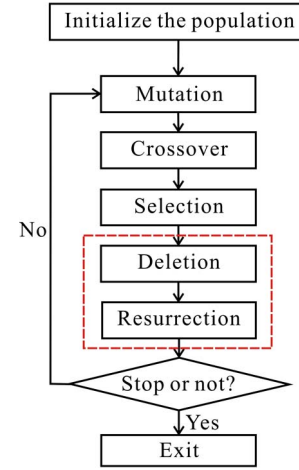 Initialize the population
Mutation
Crossover
Selection
No
Deletion
Resurrection
Stop or not?
Yes
Exit